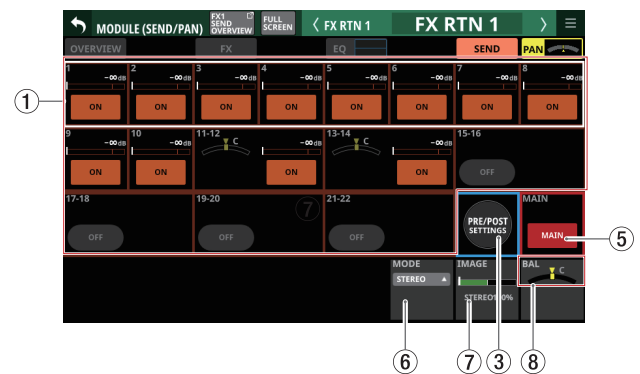 MODULE (SEND/PAN)
FX1
SEND
OVERVIEW
FULL
SCREEN
FX RTN 1
FX RTN 1
OVERVIEW
FX
EQ
SEND
PAN
1 -∞dB 2 -∞dB 3 -∞dB 4 -∞dB 5 -∞dB 6 -∞dB 7 -∞dB 8 -∞dB
ON ON ON ON ON ON ON ON
1
9 -∞dB 10 -∞dB 11-12 C -∞dB 13-14 C -∞dB 15-16
ON ON ON ON OFF
17-18 19-20 7 21-22 MAIN
PRE/POST
SETTINGS
OFF OFF OFF MAIN
5
MODE IMAGE BAL
STEREO C
6 7 3 8